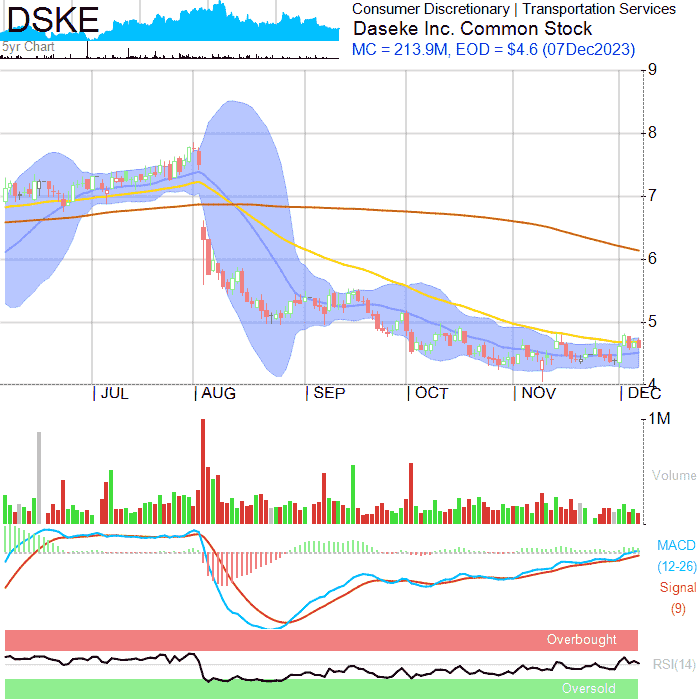 DSKE
5yr Chart
Consumer Discretionary | Transportation Services
Daseke Inc. Common Stock
MC = 213.9M, EOD = $4.6 (07Dec2023)
9
8
7
6
5
4
JUL AUG SEP OCT NOV DEC
1M
Volume
MACD
(12-26)
Signal
(9)
Overbought
RSI(14)
Oversold